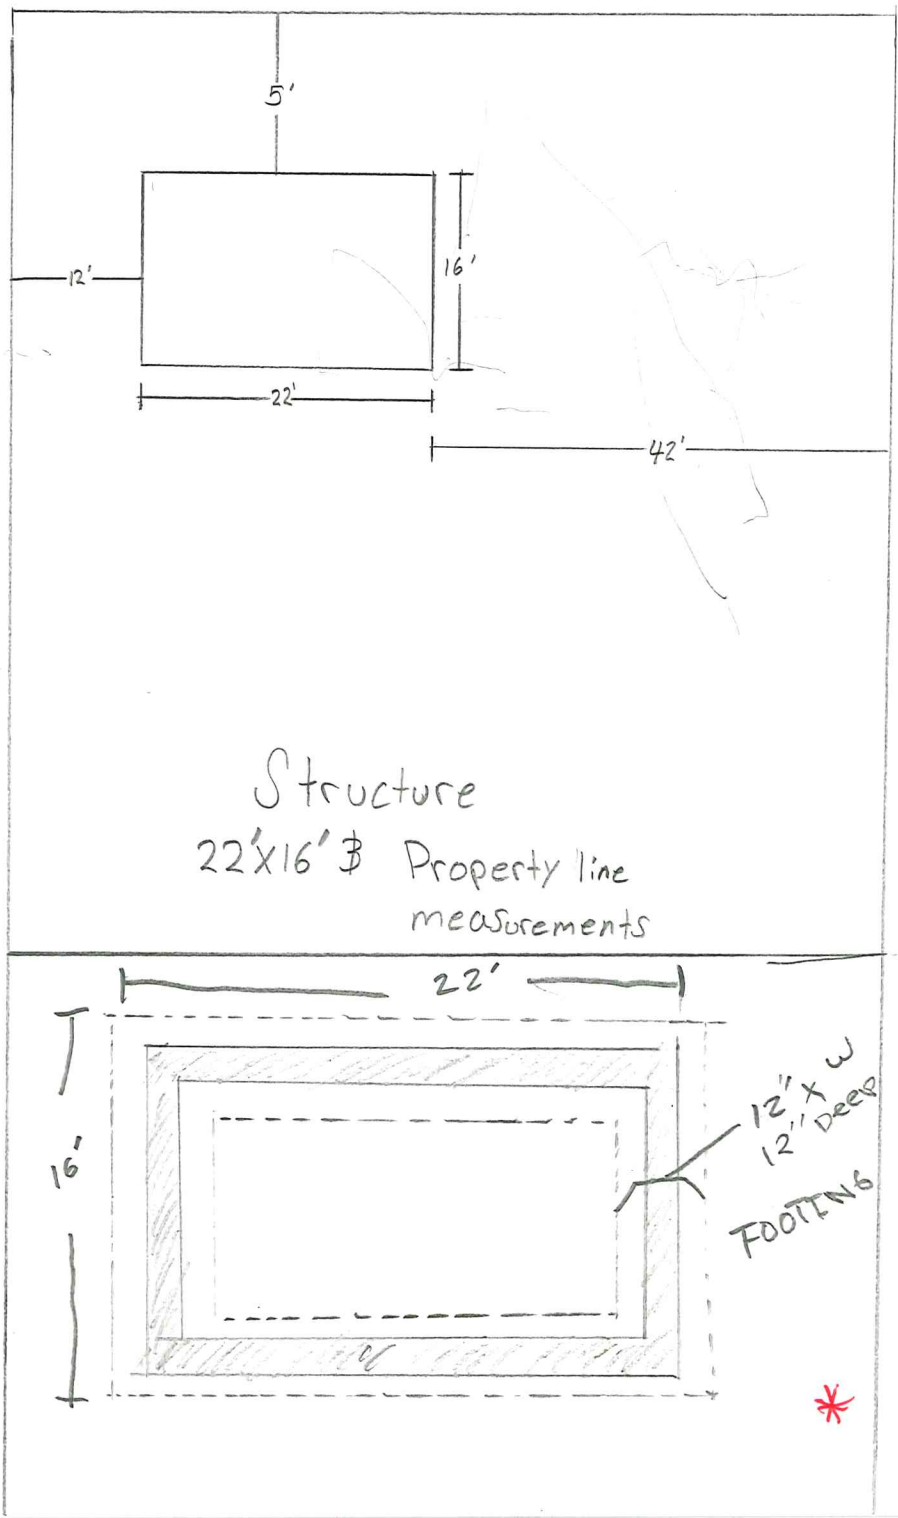 5'
12'
16'
22'
42'
Structure
22'X16' & Property line
measurements
22'
16'
12" X W
12" DEEP
FOOTING
*